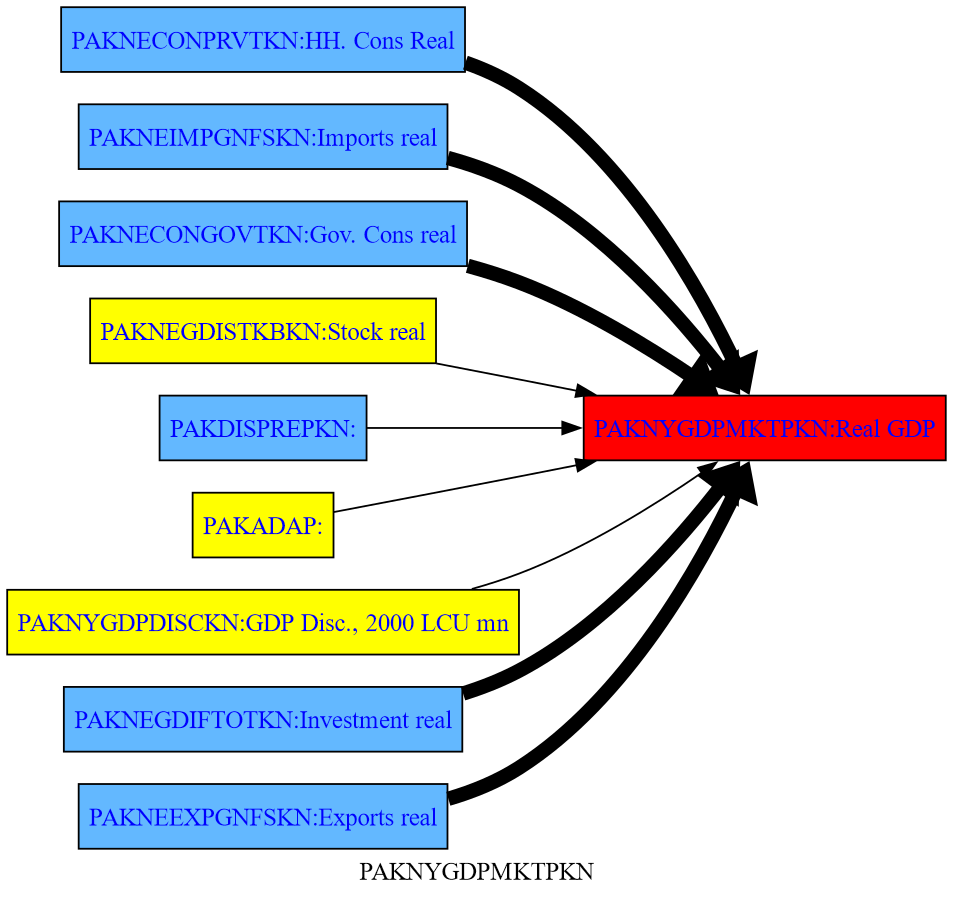 PAKNECONPRVTKN:HH. Cons Real
PAKNEIMPGNFSKN:Imports real
PAKNECONGOVTKN:Gov. Cons real
PAKNEGDISTKBKN:Stock real
PAKDISPREPKN:
PAKNYGDPMKTPKN:Real GDP
PAKADAP:
PAKNYGDPDISCKN:GDP Disc., 2000 LCU mn
PAKNEGDIFTOTKN:Investment real
PAKNEEXPGNFSKN:Exports real
PAKNYGDPMKTPKN